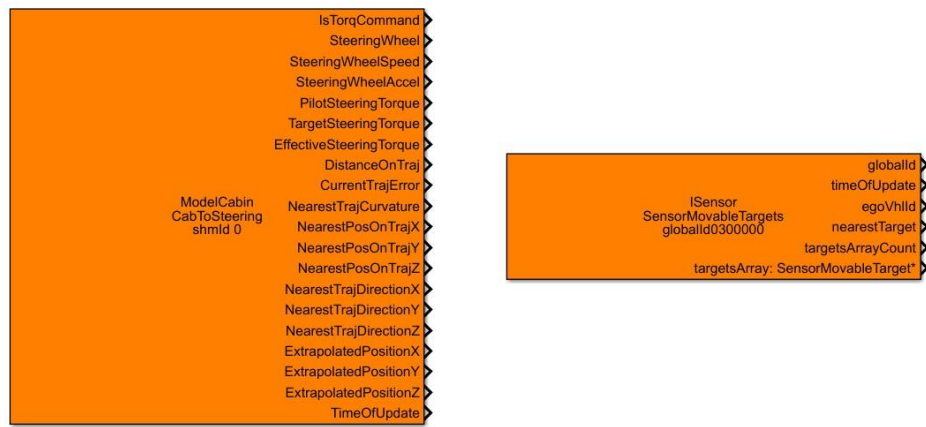 ModelCabin
CabToSteering
shmId 0
IsTorqCommand
SteeringWheel
SteeringWheelSpeed
SteeringWheelAccel
PilotSteeringTorque
TargetSteeringTorque
EffectiveSteeringTorque
DistanceOnTraj
CurrentTrajError
NearestTrajCurvature
NearestPosOnTrajX
NearestPosOnTrajY
NearestPosOnTrajZ
NearestTrajDirectionX
NearestTrajDirectionY
NearestTrajDirectionZ
ExtrapolatedPositionX
ExtrapolatedPositionY
ExtrapolatedPositionZ
TimeOfUpdate
ISensor
SensorMovableTargets
globalId0300000
globalId
timeOfUpdate
egoVhlId
nearestTarget
targetsArrayCount
targetsArray: SensorMovableTarget*